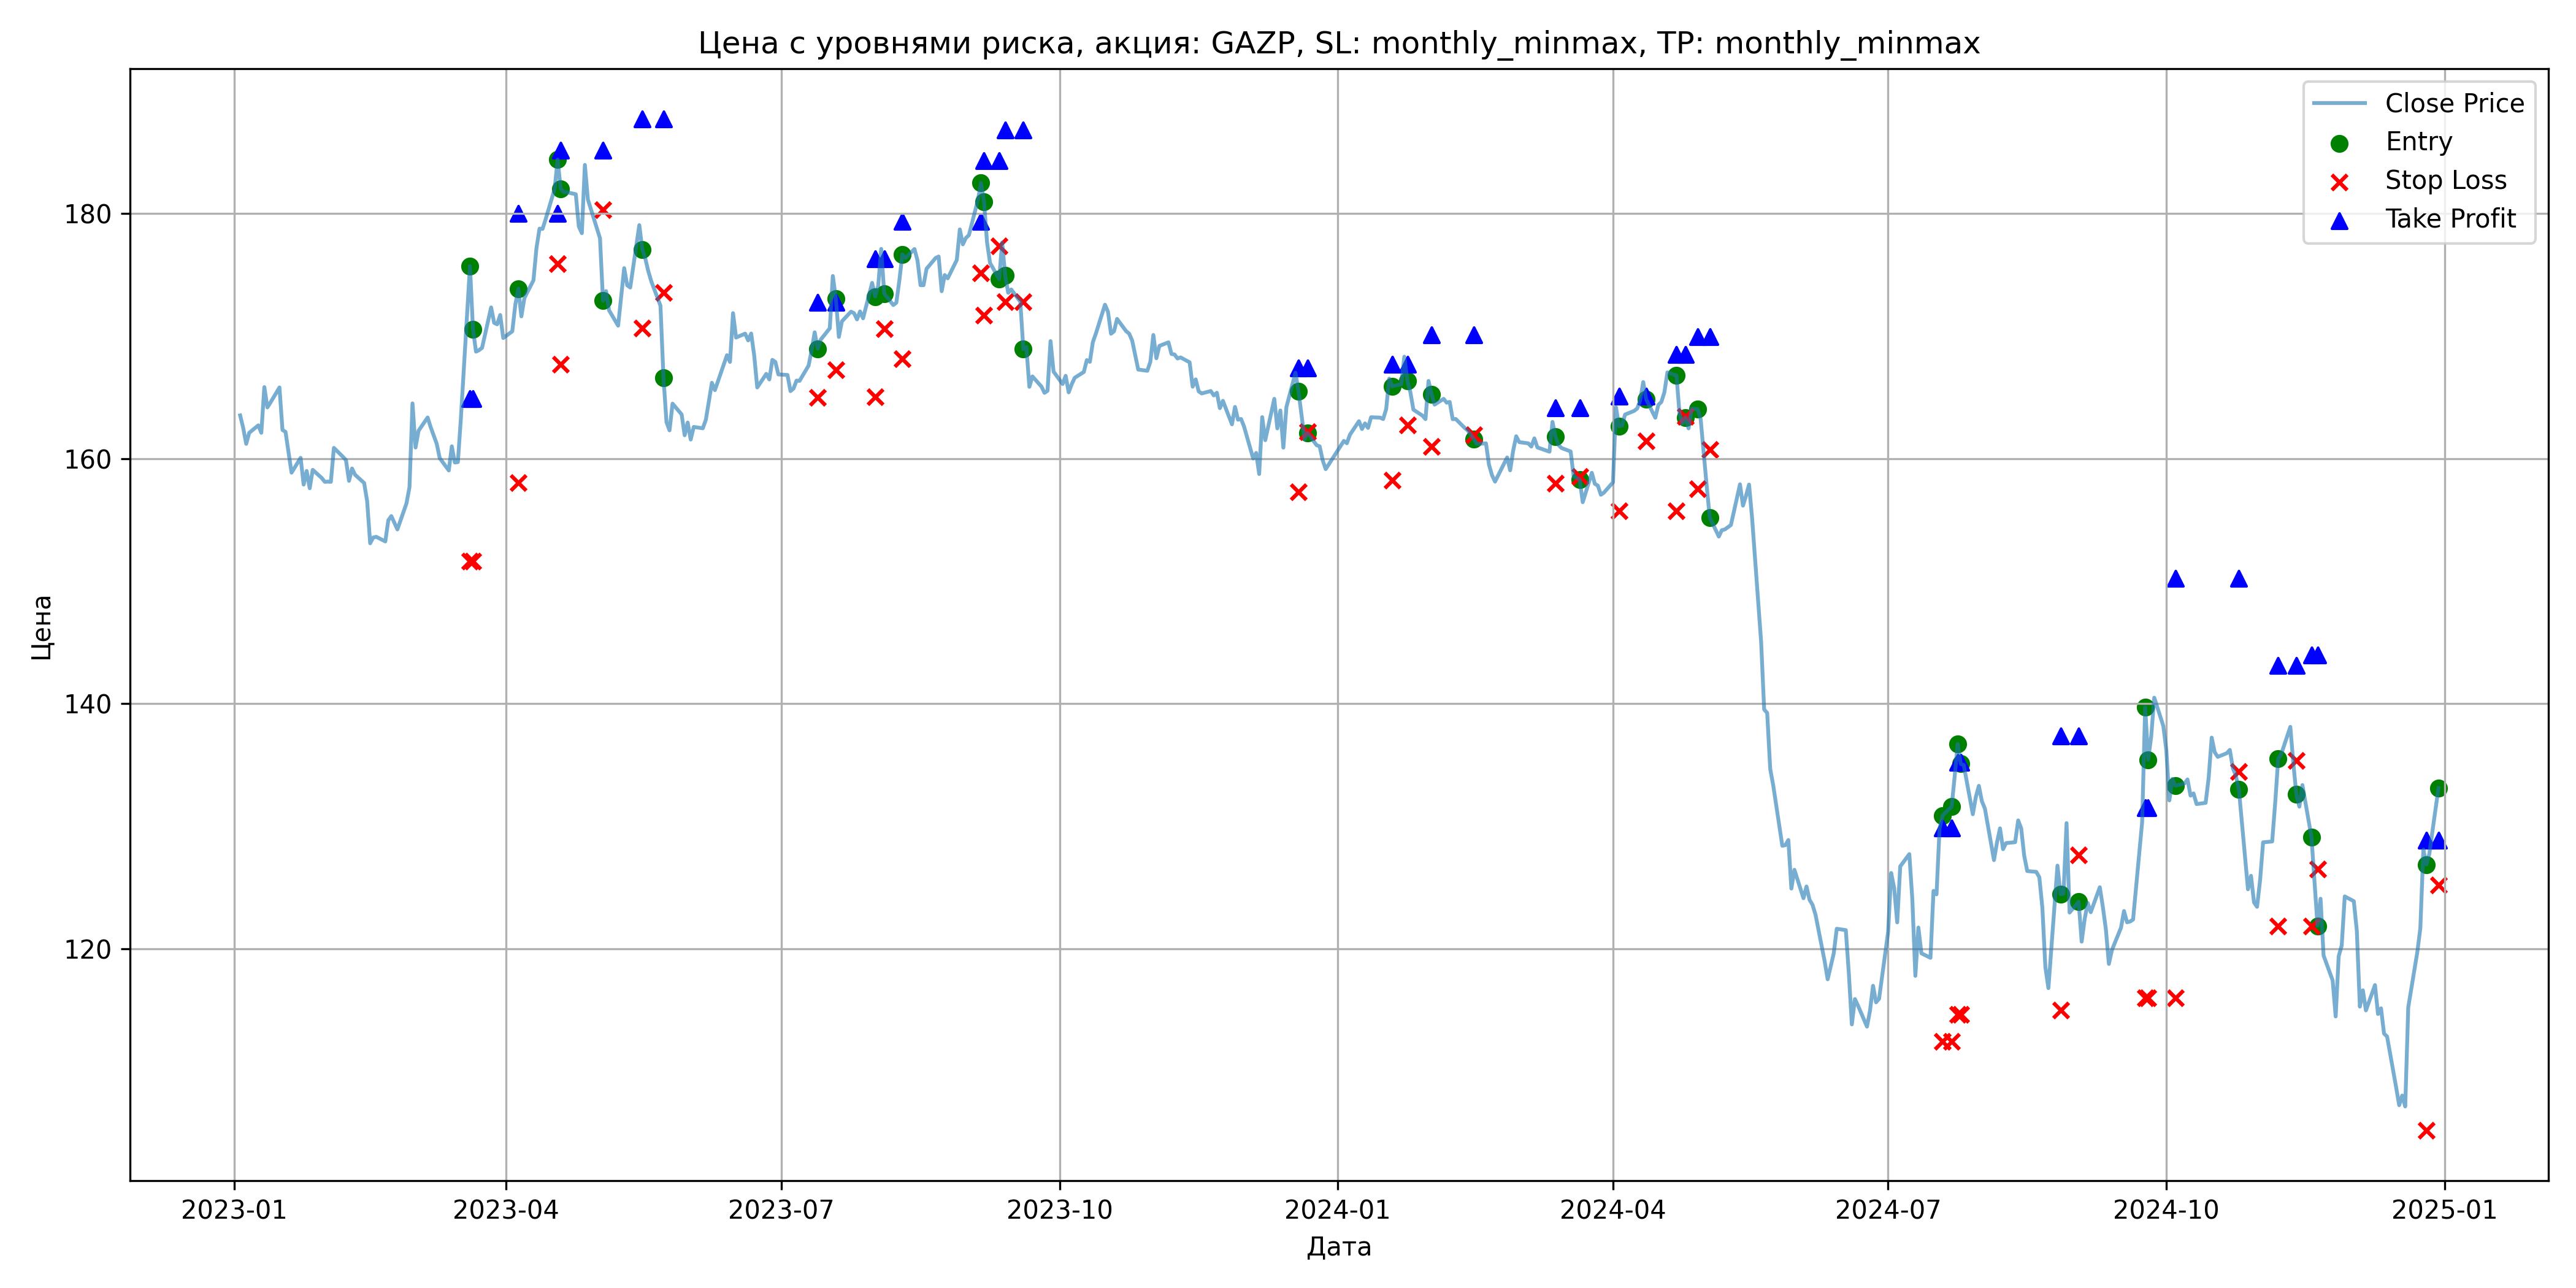 Цена с уровнями риска, акция: GAZP, SL: monthly_minmax, TP: monthly_minmax
Close Price
Entry
Stop Loss
Take Profit
Цена
180
160
140
120
2023-01
2023-04
2023-07
2023-10
2024-01
2024-04
2024-07
2024-10
2025-01
Дата